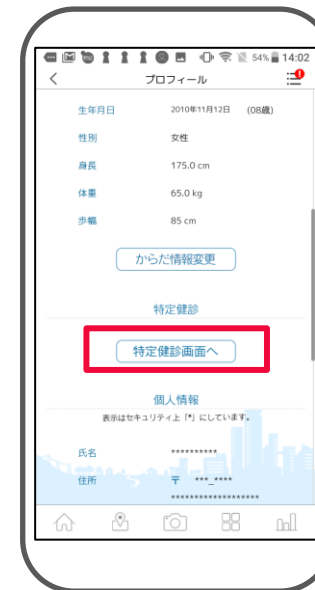 54% 14:02
プロフィール
生年月日 2010年11月12日 (08歳)
性別 女性
身長 175.0 cm
体重 65.0 kg
歩幅 85 cm
からだ情報変更
特定健診
特定健診画面へ
個人情報
表示はセキュリティ上「*」にしています。
氏名 **********
住所 〒 ***_****
********************